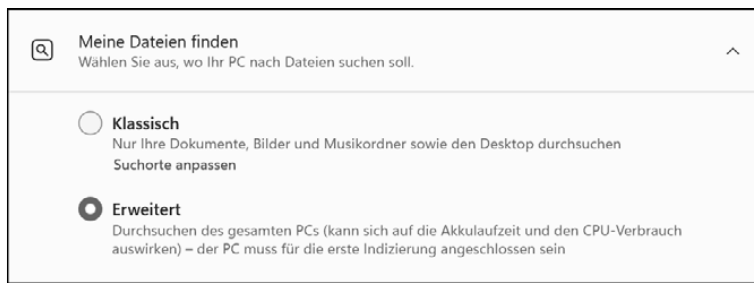 Meine Dateien finden
Wählen Sie aus, wo Ihr PC nach Dateien suchen soll.
Klassisch
Nur Ihre Dokumente, Bilder und Musikordner sowie den Desktop durchsuchen
Suchorte anpassen
Erweitert
Durchsuchen des gesamten PCs (kann sich auf die Akkulaufzeit und den CPU-Verbrauch
auswirken) – der PC muss für die erste Indizierung angeschlossen sein